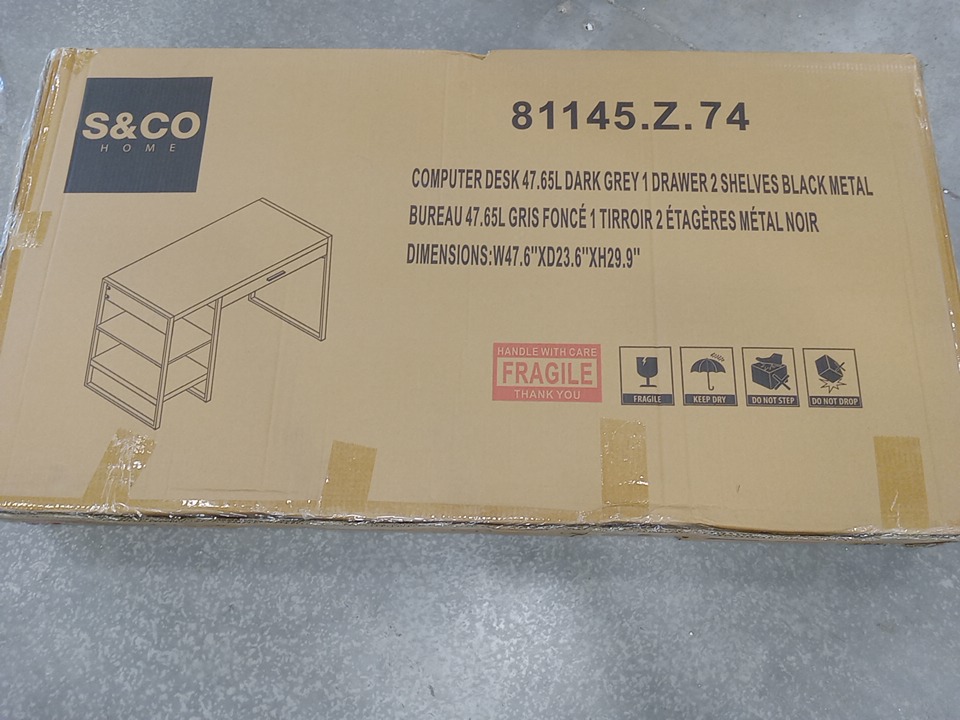 S&CO
HOME
81145.Z.74
COMPUTER DESK 47.65L DARK GREY 1 DRAWER 2 SHELVES BLACK METAL
BUREAU 47.65L GRIS FONCÉ 1 TIRROIR 2 ÉTAGÈRES MÉTAL NOIR
DIMENSIONS:W47.6"XD23.6"XH29.9"
HANDLE WITH CARE
FRAGILE
THANK YOU
FRAGILE
KEEP DRY
DO NOT STEP
DO NOT DROP